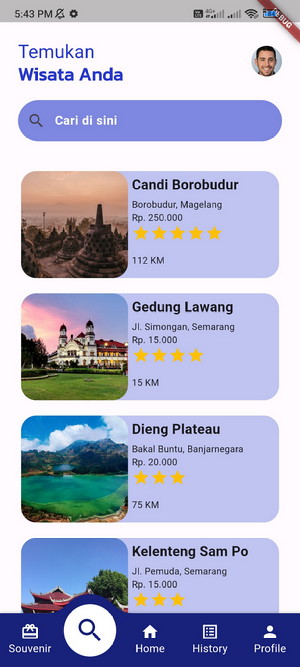 5:43 PM
4G+
DEBUG
Temukan
Wisata Anda
Cari di sini
Candi Borobudur
Borobudur, Magelang
Rp. 250.000
112 KM
Gedung Lawang
Jl. Simongan, Semarang
Rp. 15.000
15 KM
Dieng Plateau
Bakal Buntu, Banjarnegara
Rp. 20.000
75 KM
Kelenteng Sam Po
Jl. Pemuda, Semarang
Rp. 15.000
Souvenir
Home
History
Profile